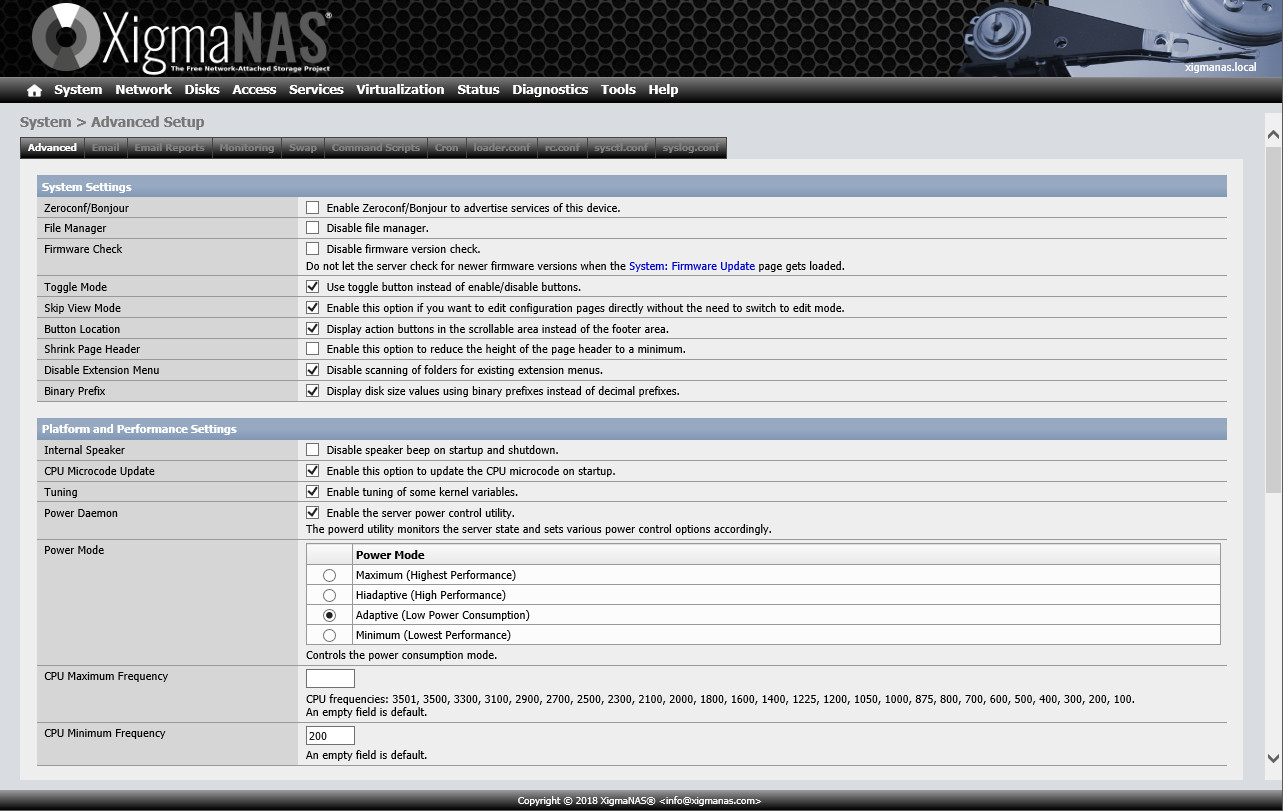 XigmaNAS®
The Free Network-Attached Storage Project
xigmanas.local
System Network Disks Access Services Virtualization Status Diagnostics Tools Help
System > Advanced Setup
Advanced Email Email Reports Monitoring Swap Command Scripts Cron loader.conf rc.conf sysctl.conf syslog.conf
System Settings
Zeroconf/Bonjour Enable Zeroconf/Bonjour to advertise services of this device.
File Manager Disable file manager.
Firmware Check Disable firmware version check.
Do not let the server check for newer firmware versions when the System: Firmware Update page gets loaded.
Toggle Mode Use toggle button instead of enable/disable buttons.
Skip View Mode Enable this option if you want to edit configuration pages directly without the need to switch to edit mode.
Button Location Display action buttons in the scrollable area instead of the footer area.
Shrink Page Header Enable this option to reduce the height of the page header to a minimum.
Disable Extension Menu Disable scanning of folders for existing extension menus.
Binary Prefix Display disk size values using binary prefixes instead of decimal prefixes.
Platform and Performance Settings
Internal Speaker Disable speaker beep on startup and shutdown.
CPU Microcode Update Enable this option to update the CPU microcode on startup.
Tuning Enable tuning of some kernel variables.
Power Daemon Enable the server power control utility.
The powerd utility monitors the server state and sets various power control options accordingly.
Power Mode Power Mode
Maximum (Highest Performance)
Hiadaptive (High Performance)
Adaptive (Low Power Consumption)
Minimum (Lowest Performance)
Controls the power consumption mode.
CPU Maximum Frequency
CPU frequencies: 3501, 3500, 3300, 3100, 2900, 2700, 2500, 2300, 2100, 2000, 1800, 1600, 1400, 1225, 1200, 1050, 1000, 875, 800, 700, 600, 500, 400, 300, 200, 100.
An empty field is default.
CPU Minimum Frequency 200
An empty field is default.
Copyright © 2018 XigmaNAS® <info@xigmanas.com>